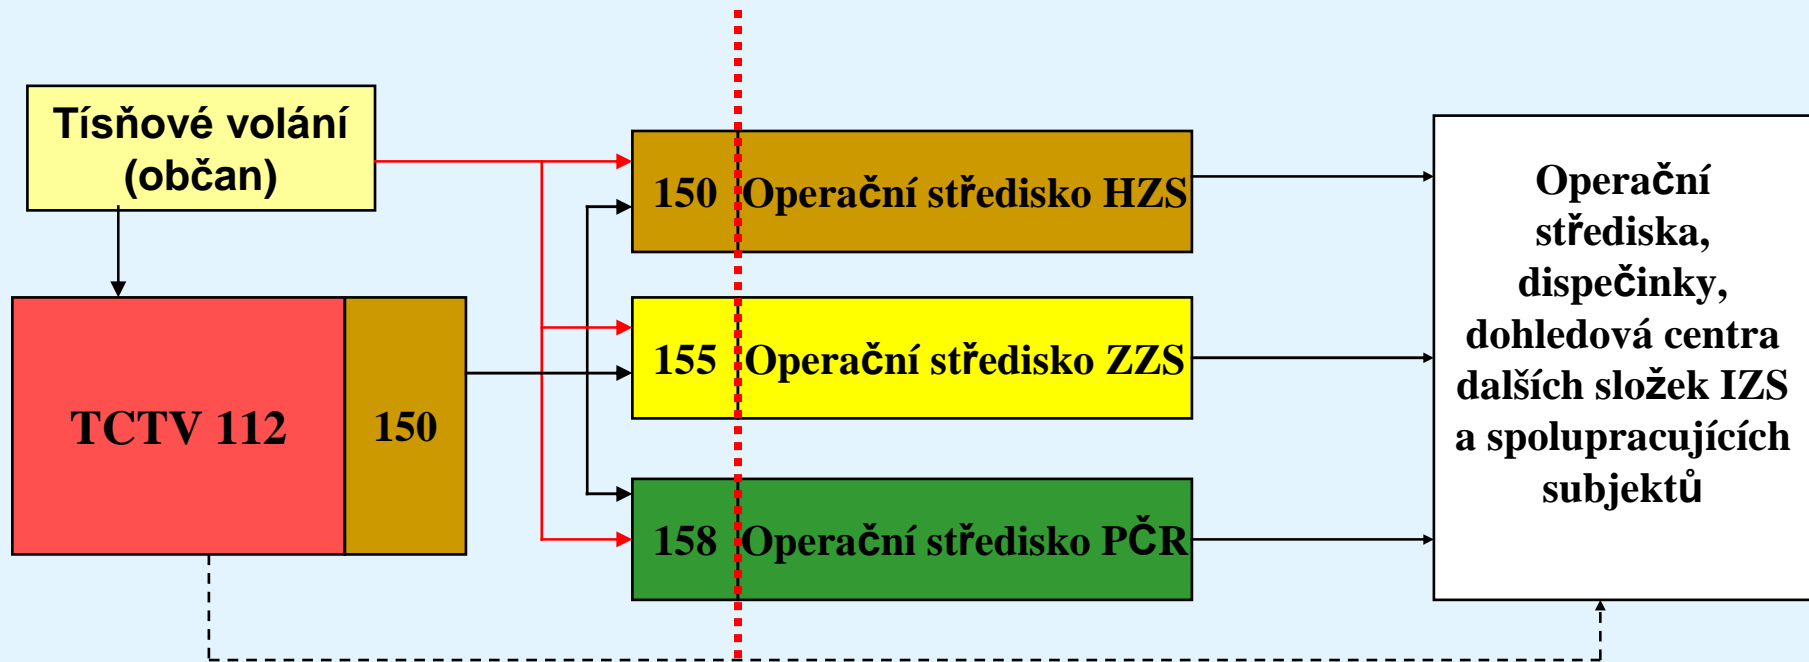 Tísňové volání
(občan)
TCTV 112
150
150 Operační středisko HZS
155 Operační středisko ZZS
158 Operační středisko PČR
Operační
střediska,
dispečinky,
dohledová centra
dalších složek IZS
a spolupracujících
subjektů